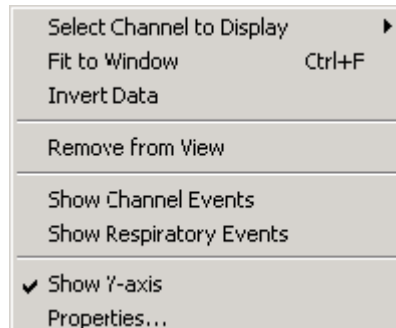 Select Channel to Display
Fit to Window Ctrl+F
Invert Data
Remove from View
Show Channel Events
Show Respiratory Events
Show Y-axis
Properties...